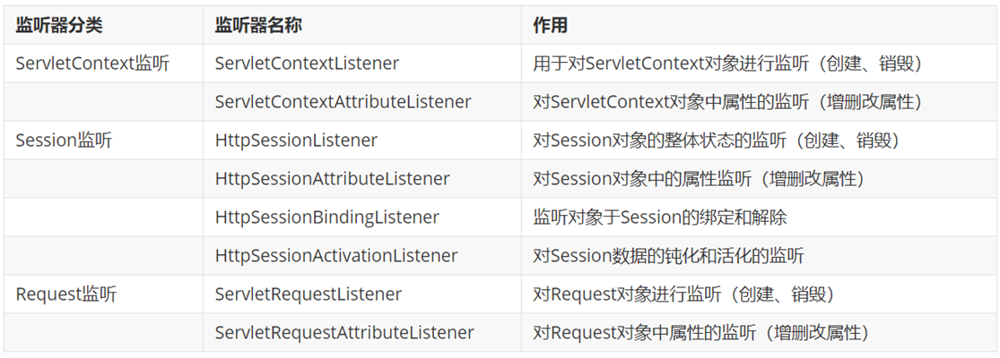 监听器分类 监听器名称 作用
ServletContext监听 ServletContextListener 用于对ServletContext对象进行监听（创建、销毁）
ServletContextAttributeListener 对ServletContext对象中属性的监听（增删改属性）
Session监听 HttpSessionListener 对Session对象的整体状态的监听（创建、销毁）
HttpSessionAttributeListener 对Session对象中的属性监听（增删改属性）
HttpSessionBindingListener 监听对象于Session的绑定和解除
HttpSessionActivationListener 对Session数据的钝化和活化的监听
Request监听 ServletRequestListener 对Request对象进行监听（创建、销毁）
ServletRequestAttributeListener 对Request对象中属性的监听（增删改属性）